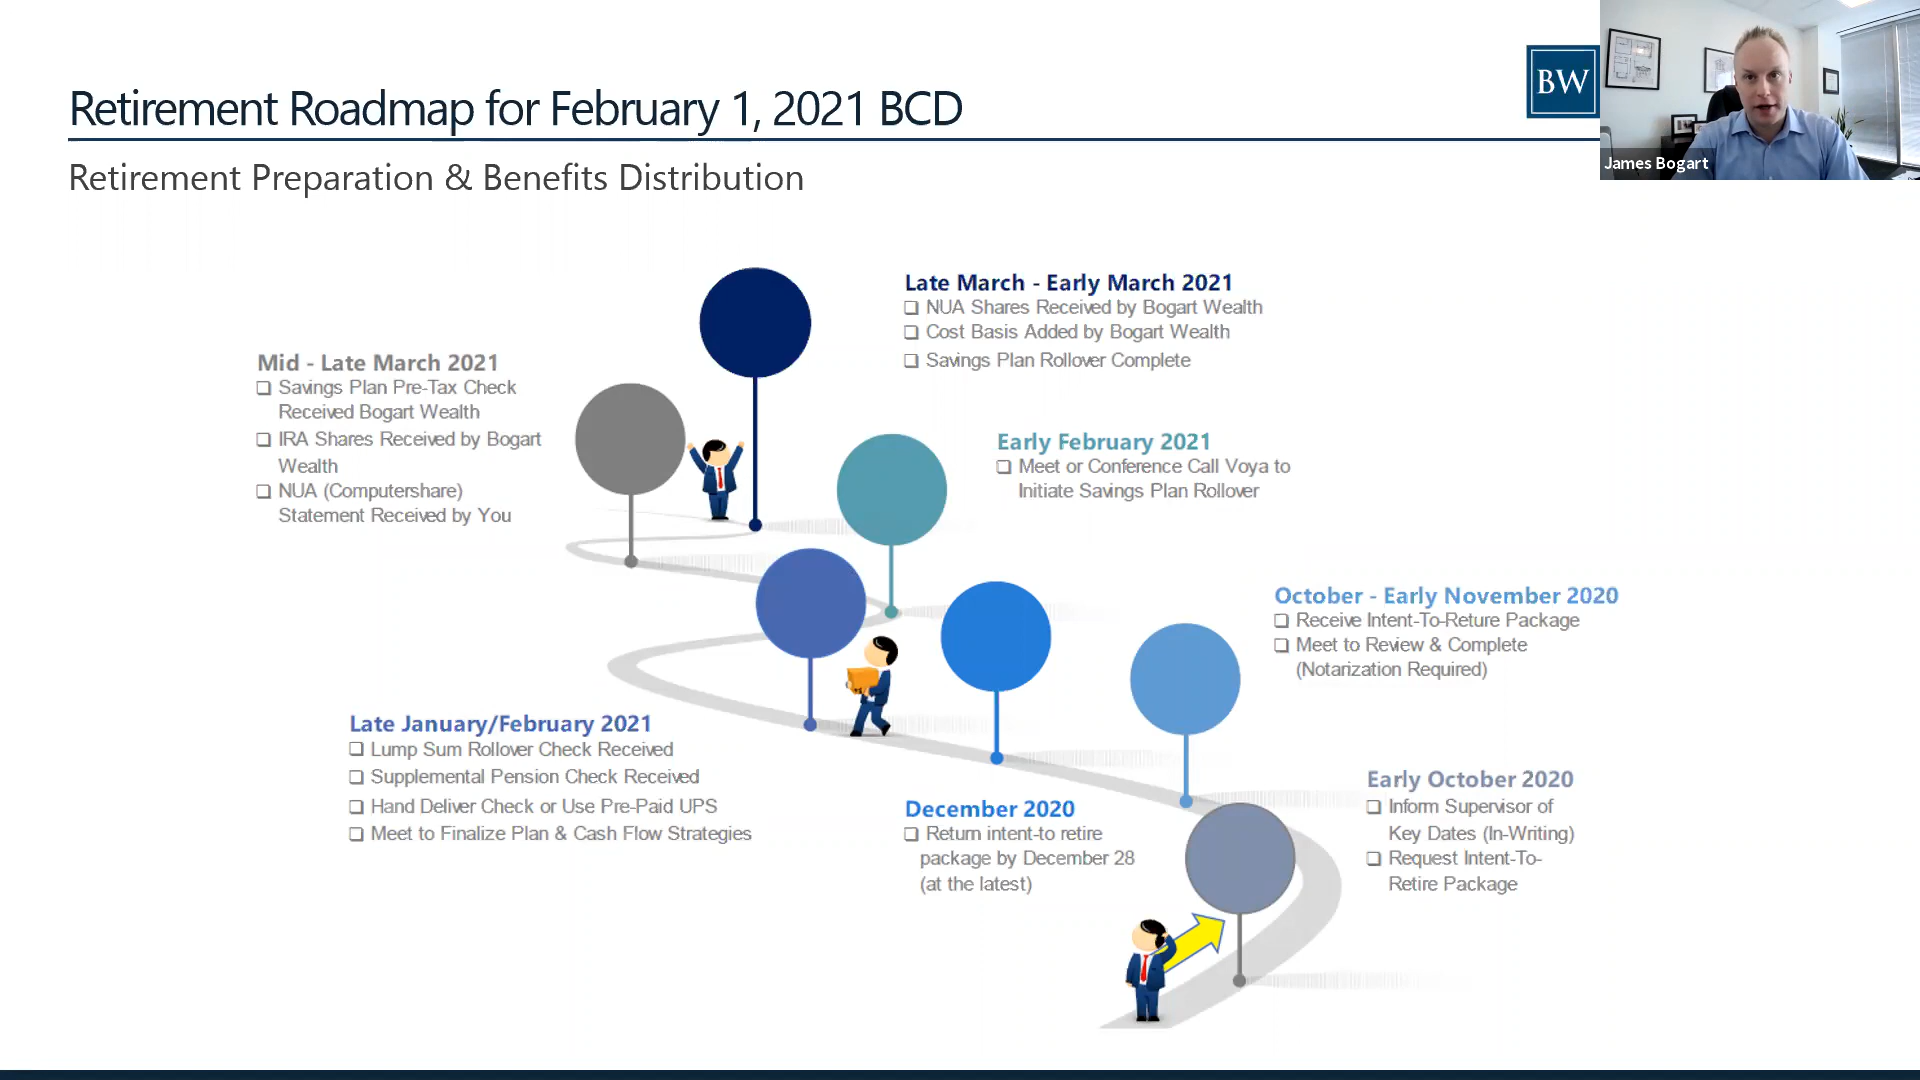 Retirement Roadmap for February 1, 2021 BCD
BW
James Bogart
Retirement Preparation & Benefits Distribution
Late March - Early March 2021
❑ NUA Shares Received by Bogart Wealth
❑ Cost Basis Added by Bogart Wealth
❑ Savings Plan Rollover Complete
Mid - Late March 2021
❑ Savings Plan Pre-Tax Check
Received Bogart Wealth
❑ IRA Shares Received by Bogart
Wealth
❑ NUA (Computershare)
Statement Received by You
Early February 2021
❑ Meet or Conference Call Voya to
Initiate Savings Plan Rollover
October - Early November 2020
❑ Receive Intent-To-Reture Package
❑ Meet to Review & Complete
(Notarization Required)
Late January/February 2021
❑ Lump Sum Rollover Check Received
❑ Supplemental Pension Check Received
❑ Hand Deliver Check or Use Pre-Paid UPS
❑ Meet to Finalize Plan & Cash Flow Strategies
December 2020
❑ Return intent-to retire
package by December 28
(at the latest)
Early October 2020
❑ Inform Supervisor of
Key Dates (In-Writing)
❑ Request Intent-To-
Retire Package